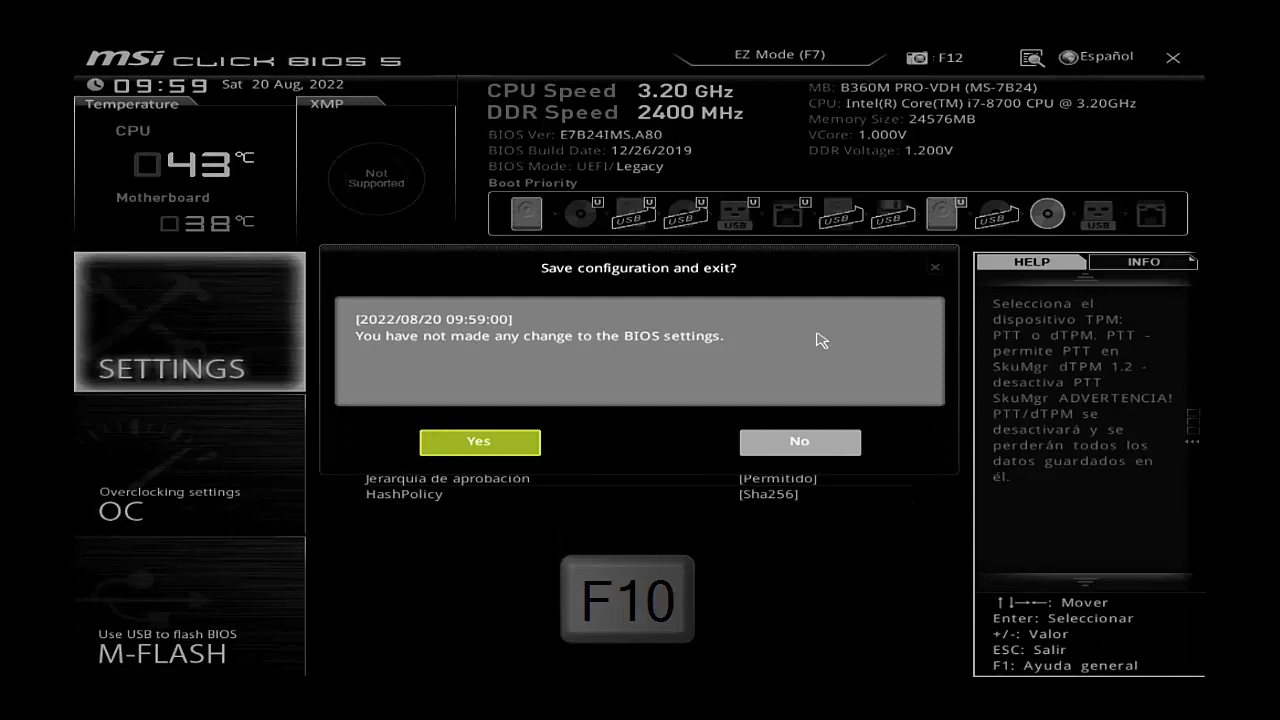 msi CLICK BIOS 5
EZ Mode (F7)
: F12
Español
09:59 Sat 20 Aug, 2022
Temperature
XMP
CPU
43°C
Motherboard
38°C
Not
Supported
CPU Speed 3.20 GHz
DDR Speed 2400 MHz
BIOS Ver: E7B24IMS.A80
BIOS Build Date: 12/26/2019
BIOS Mode: UEFI/Legacy
Boot Priority
MB: B360M PRO-VDH (MS-7B24)
CPU: Intel(R) Core(TM) i7-8700 CPU @ 3.20GHz
Memory Size: 24576MB
VCore: 1.000V
DDR Voltage: 1.200V
U U U U U U
USB USB USB USB USB USB USB
SETTINGS
Overclocking settings
OC
Use USB to flash BIOS
M-FLASH
Save configuration and exit?
[2022/08/20 09:59:00]
You have not made any change to the BIOS settings.
Yes
No
Jerarquía de aprobación [Permitido]
HashPolicy [Sha256]
F10
HELP
INFO
Selecciona el
dispositivo TPM:
PTT o dTPM. PTT -
permite PTT en
SkuMgr dTPM 1.2 -
desactiva PTT
SkuMgr ADVERTENCIA!
PTT/dTPM se
desactivará y se
perderán todos los
datos guardados en
él.
↑↓→←: Mover
Enter: Seleccionar
+/-: Valor
ESC: Salir
F1: Ayuda general